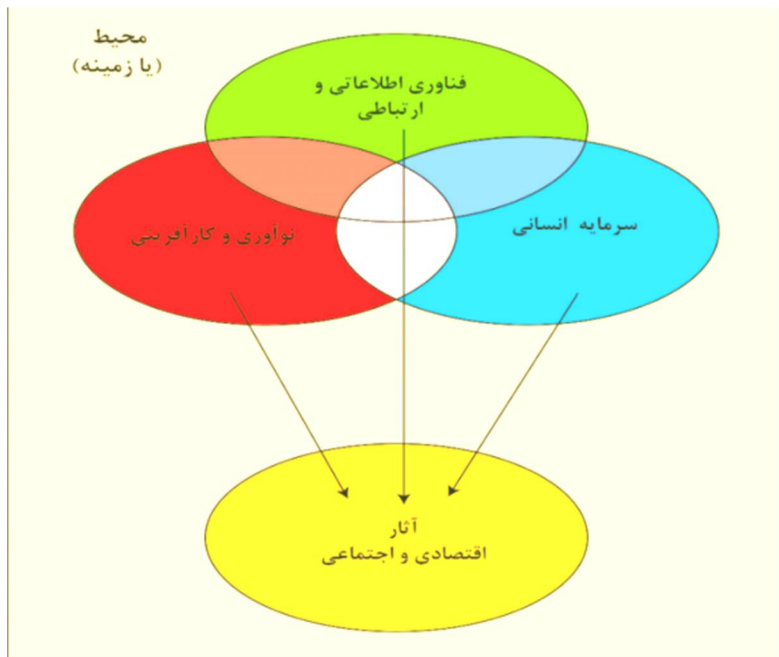 محیط
(یا زمینه)
فناوری اطلاعاتی و
ارتباطی
نوآوری و کارآفرینی
سرمایه انسانی
آثار
اقتصادی و اجتماعی